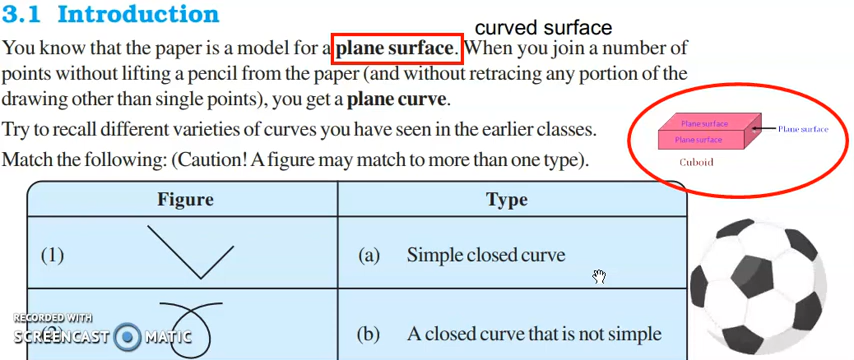 3.1 Introduction
curved surface
You know that the paper is a model for a plane surface. When you join a number of
points without lifting a pencil from the paper (and without retracing any portion of the
drawing other than single points), you get a plane curve.
Try to recall different varieties of curves you have seen in the earlier classes.
Match the following: (Caution! A figure may match to more than one type).
Plane surface
Plane surface
Plane surface
Cuboid
Figure Type
(1) (a) Simple closed curve
(2) (b) A closed curve that is not simple
RECORDED WITH
SCREENCAST MATIC